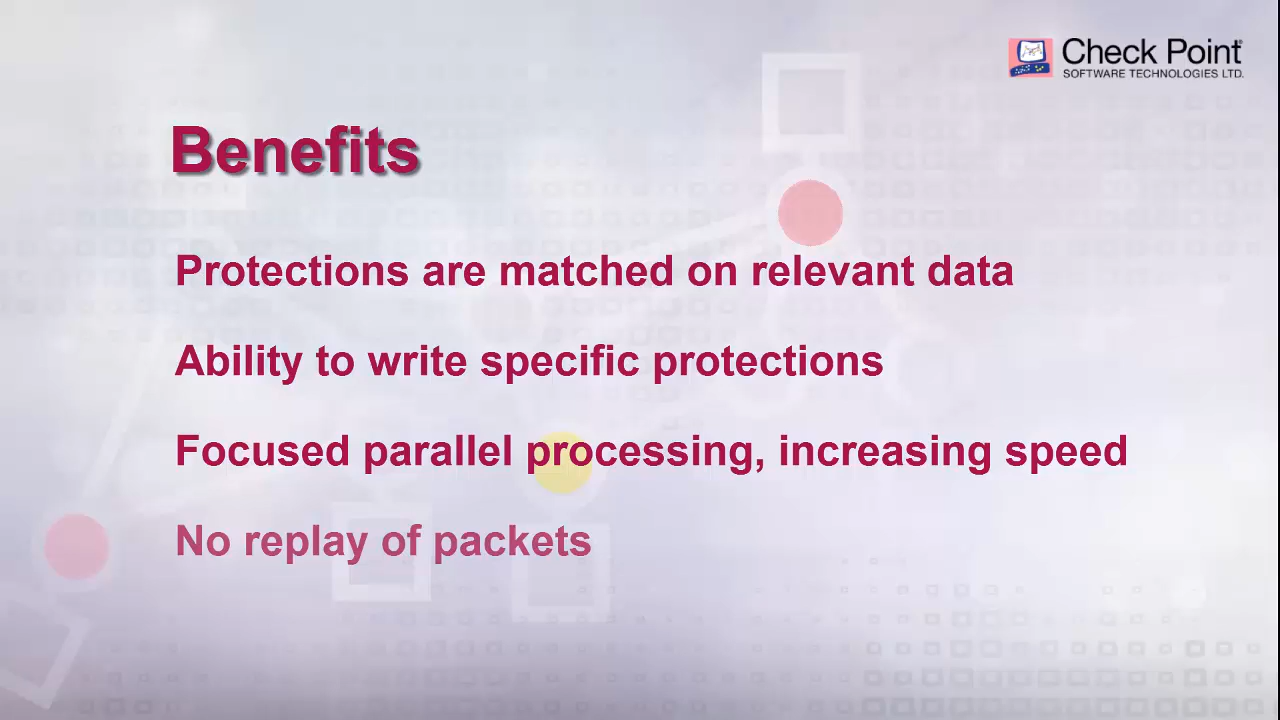 Check Point
SOFTWARE TECHNOLOGIES LTD.
Benefits
Protections are matched on relevant data
Ability to write specific protections
Focused parallel processing, increasing speed
No replay of packets